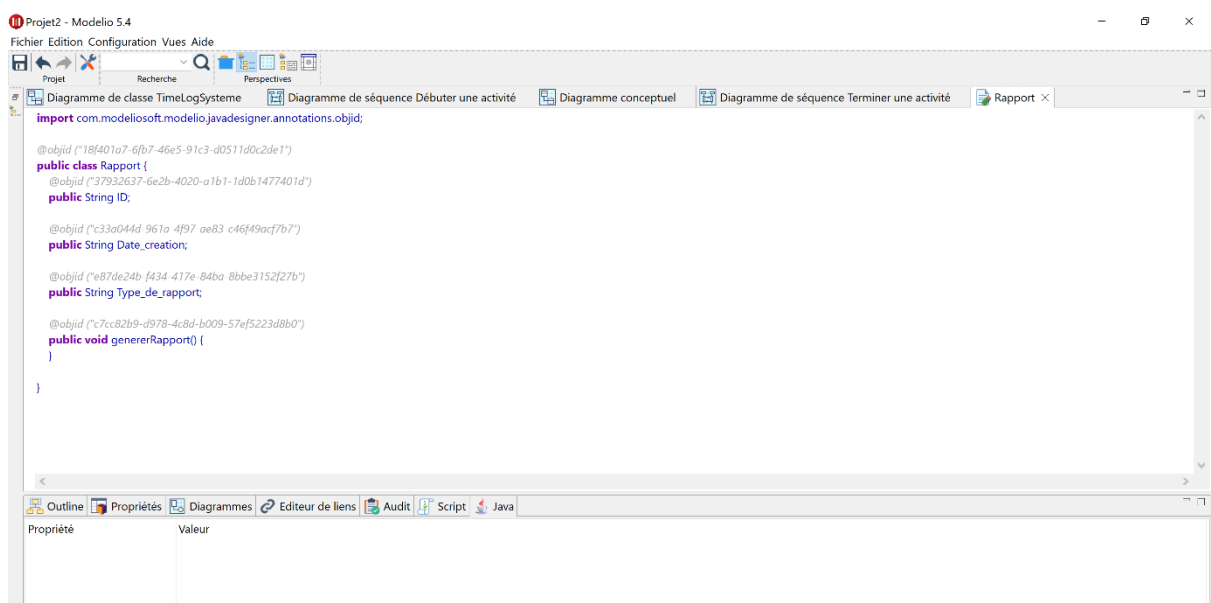 Projet2 - Modelio 5.4
Fichier Edition Configuration Vues Aide
Projet Recherche Perspectives
Diagramme de classe TimeLogSysteme Diagramme de séquence Débuter une activité Diagramme conceptuel Diagramme de séquence Terminer une activité Rapport
import com.modeliosoft.modelio.javadesigner.annotations.objid;
@objid ("18f401a7-6fb7-46e5-91c3-d0511d0c2de1")
public class Rapport {
@objid ("37932637-6e2b-4020-a1b1-1d0b1477401d")
public String ID;
@objid ("c33a044d-961a-4f97-ae83-c46f49acf7b7")
public String Date_creation;
@objid ("e87de24b-f434-417e-84ba-8bbe3152f27b")
public String Type_de_rapport;
@objid ("c7cc82b9-d978-4c8d-b009-57ef5223d8b0")
public void genererRapport() {
}
}
Outline Propriétés Diagrammes Editeur de liens Audit Script Java
Propriété Valeur